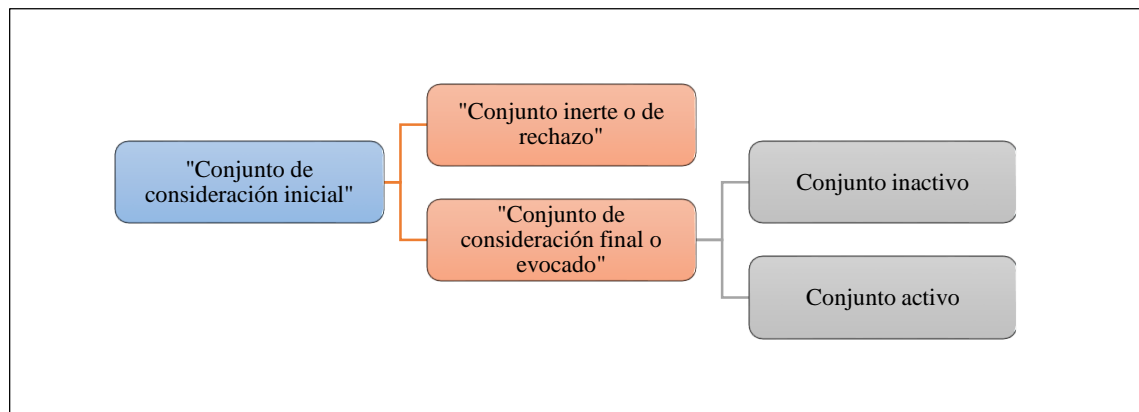 "Conjunto de
consideración inicial"
"Conjunto inerte o de
rechazo"
"Conjunto de
consideración final o
evocado"
Conjunto inactivo
Conjunto activo